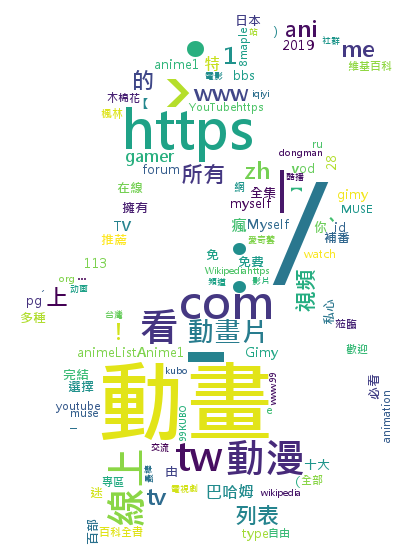 日本
站
ani
社群
)
2019
me
8maple
1
特
電影
bbs
維基百科
anime1
的
木棉花
【
www
iqiyi
YouTubehttps
楓林
https
dongman
ru
gamer
forum
所有
zh
酷播
vod
28
在線
網
全集
】
gimy
myself
擁有
MUSE
TV
瘋
Myself
你
id
推薦
愛奇藝
補番
免
免費
watch
113
Wikipediahttps
org
...
動画
頻道
影片
視頻
pg
上
com
私心
多種
台灣
!
看
動畫片
蒞臨
animeListAnime1
Gimy
歡迎
完結
kubo
選擇
動畫
www99
必看
youtube
muse
e
animation
99KUBO
線上
交流
tw
動漫
由
十大
迷
專區
tv
電視劇
巴哈姆
(
全部
wikipedia
百部
百科全書
列表
type
自由